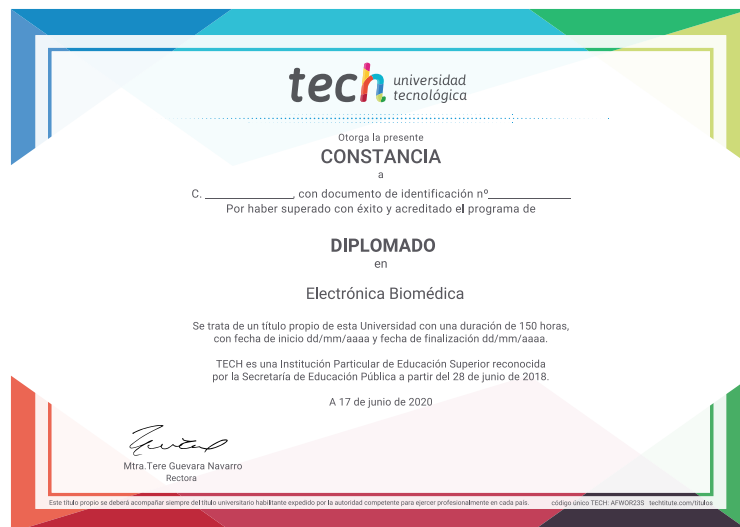 tech universidad
tecnológica
Otorga la presente
CONSTANCIA
a
C. ______________, con documento de identificación nº______________
Por haber superado con éxito y acreditado el programa de
DIPLOMADO
en
Electrónica Biomédica
Se trata de un título propio de esta Universidad con una duración de 150 horas,
con fecha de inicio dd/mm/aaaa y fecha de finalización dd/mm/aaaa.
TECH es una Institución Particular de Educación Superior reconocida
por la Secretaría de Educación Pública a partir del 28 de junio de 2018.
A 17 de junio de 2020
Mtra.Tere Guevara Navarro
Rectora
Este título propio se deberá acompañar siempre del título universitario habilitante expedido por la autoridad competente para ejercer profesionalmente en cada país. código único TECH: AFWOR23S techtitute.com/titulos